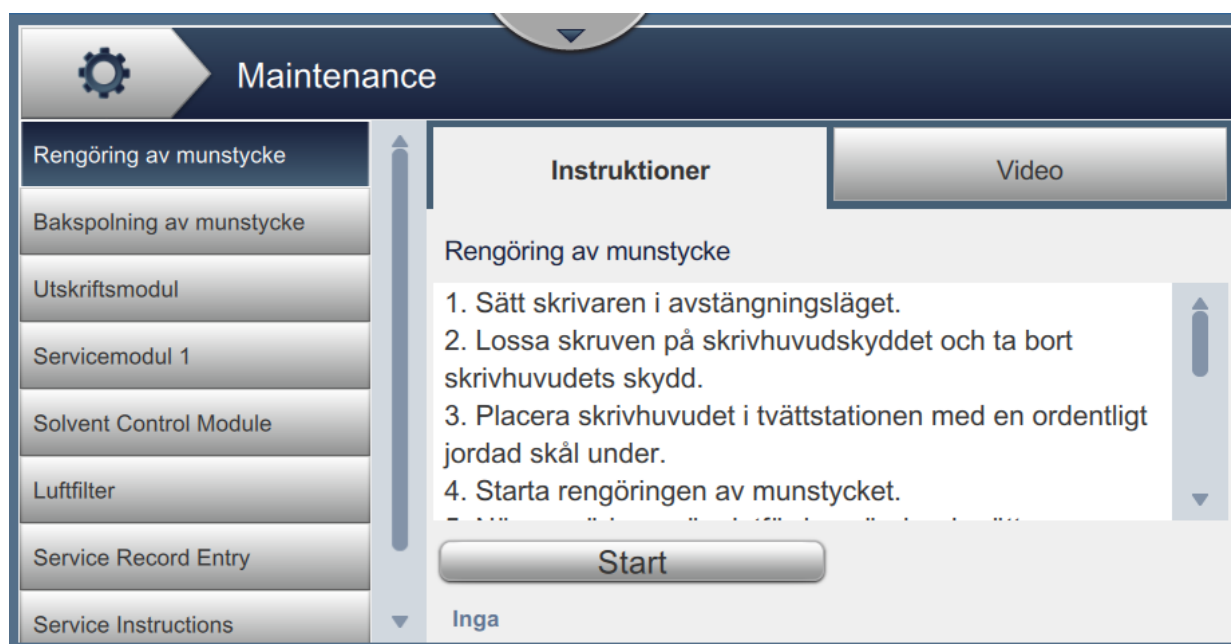 Maintenance
Rengöring av munstycke
Bakspolning av munstycke
Utskriftsmodul
Servicemodul 1
Solvent Control Module
Luftfilter
Service Record Entry
Service Instructions
Instruktioner
Video
Rengöring av munstycke
1. Sätt skrivaren i avstängningsläget.
2. Lossa skruven på skrivhuvudskyddet och ta bort
skrivhuvudets skydd.
3. Placera skrivhuvudet i tvättstationen med en ordentligt
jordad skål under.
4. Starta rengöringen av munstycket.
Start
Inga